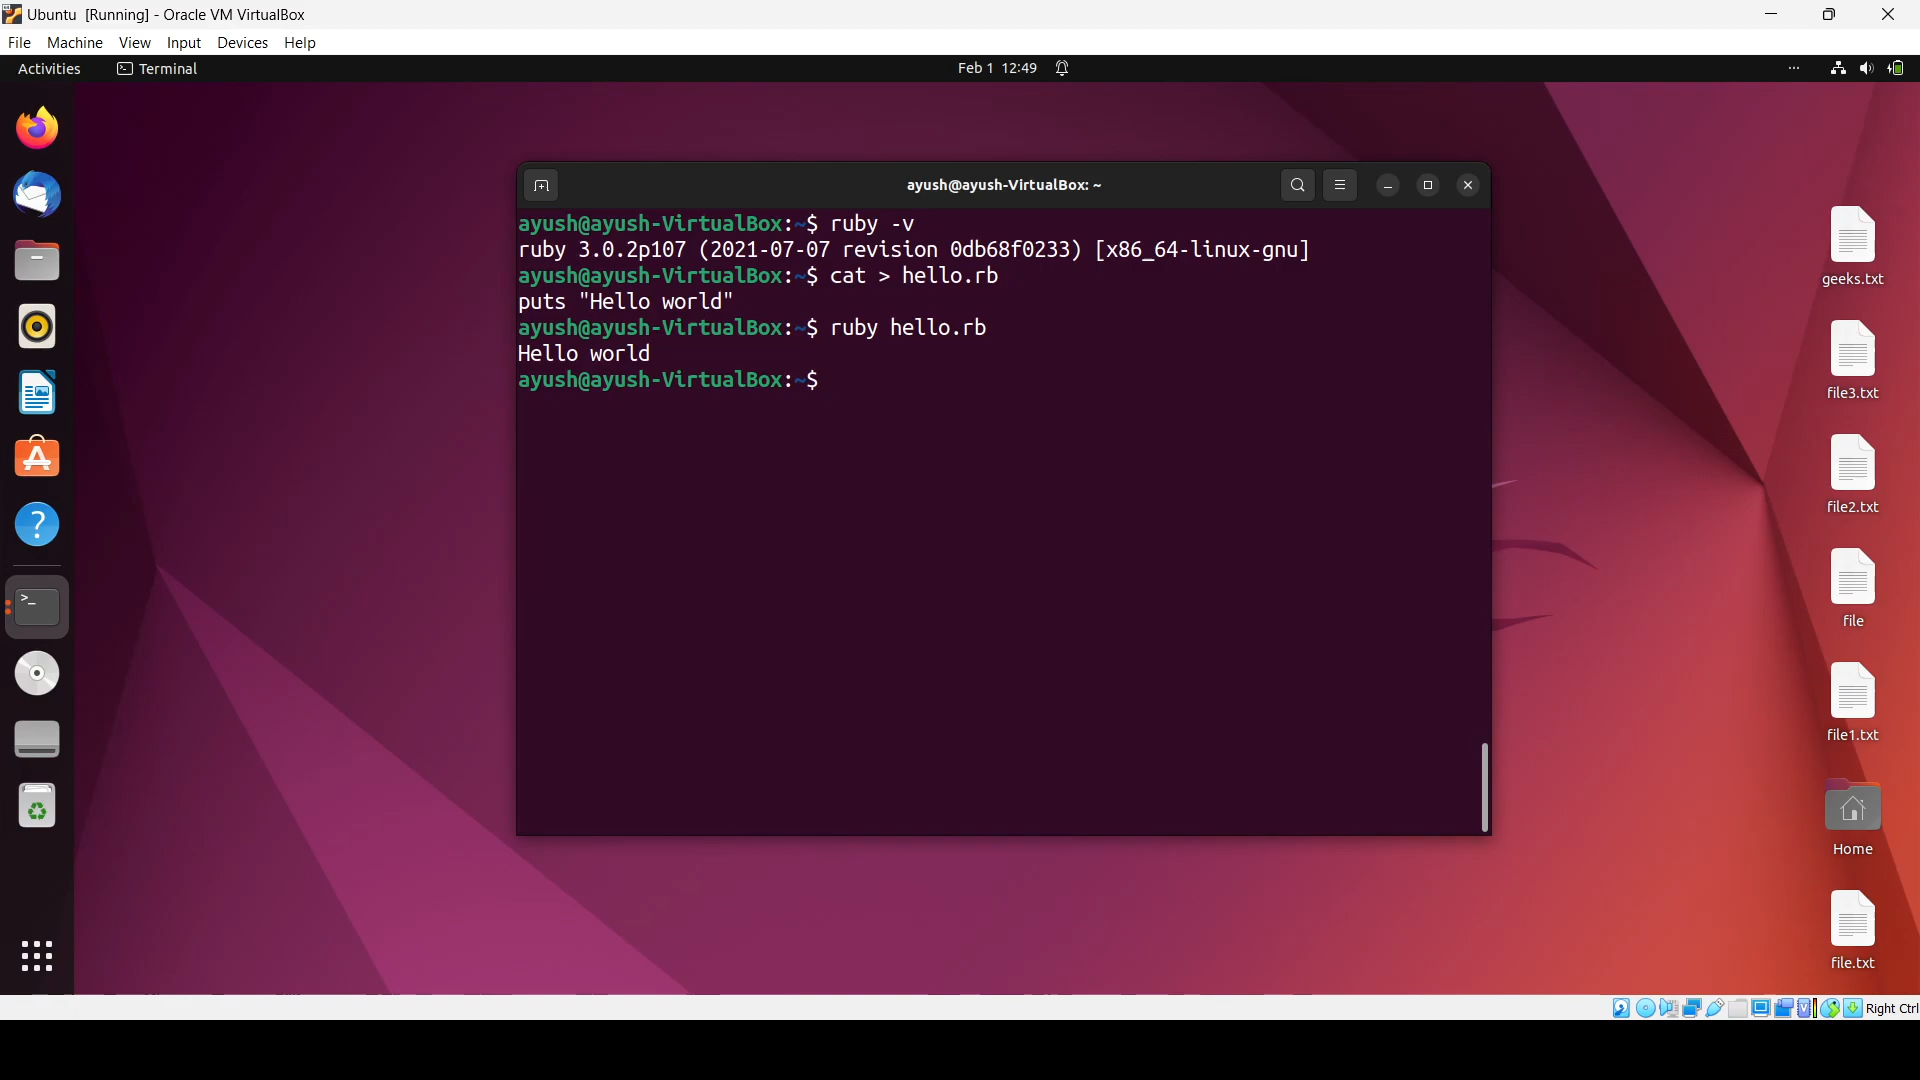 Ubuntu [Running] - Oracle VM VirtualBox
File Machine View Input Devices Help
Activities Terminal Feb 1 12:49
ayush@ayush-VirtualBox: ~
ayush@ayush-VirtualBox:~$ ruby -v
ruby 3.0.2p107 (2021-07-07 revision 0db68f0233) [x86_64-linux-gnu]
ayush@ayush-VirtualBox:~$ cat > hello.rb
puts "Hello world"
ayush@ayush-VirtualBox:~$ ruby hello.rb
Hello world
ayush@ayush-VirtualBox:~$
geeks.txt
file3.txt
file2.txt
file
file1.txt
Home
file.txt
Right Ctrl